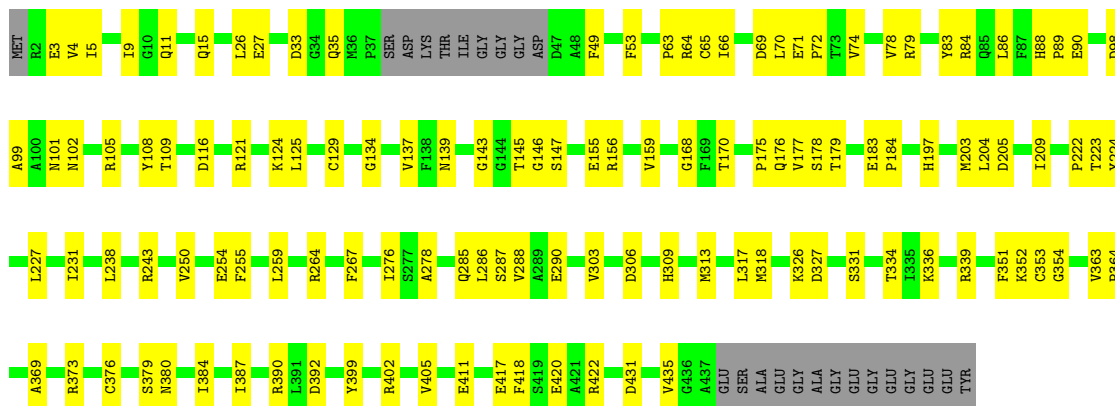 MET R2 E3 V4 I5 I9 G10 Q11 Q15 L26 E27 D33 G34 Q35 M36 P37 SER ASP LYS THR ILE GLY GLY GLY ASP D47 A48 F49 F53 P63 R64 C65 I66 D69 L70 E71 P72 T73 V74 V78 R79 Y83 R84 Q85 L86 F87 H88 P89 E90
A99 A100 N101 N102 R105 Y108 T109 D116 R121 K124 L125 C129 G134 V137 F138 N139 G143 G144 T145 G146 S147 E155 R156 V159 G168 F169 T170 P175 Q176 V177 S178 T179 E183 P184 H197 M203 L204 D205 I209 P222 T223 Y224
L227 I231 L238 R243 V250 E254 F255 L259 R264 F267 I276 S277 A278 Q285 L286 S287 V288 A289 E290 V303 D306 H309 M313 L317 M318 K326 D327 S331 T334 I335 K336 R339 F351 K352 C353 G354 V363
A369 R373 C376 S379 N380 I384 I387 R390 L391 D392 Y399 R402 V405 E411 E417 F418 S419 E420 A421 R422 D431 V435 G436 A437 GLU SER ALA GLU GLY ALA GLY GLU GLY GLU GLY GLU GLU TYR